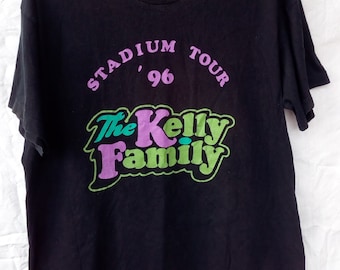 STADIUM TOUR
'96
The Kelly
Family